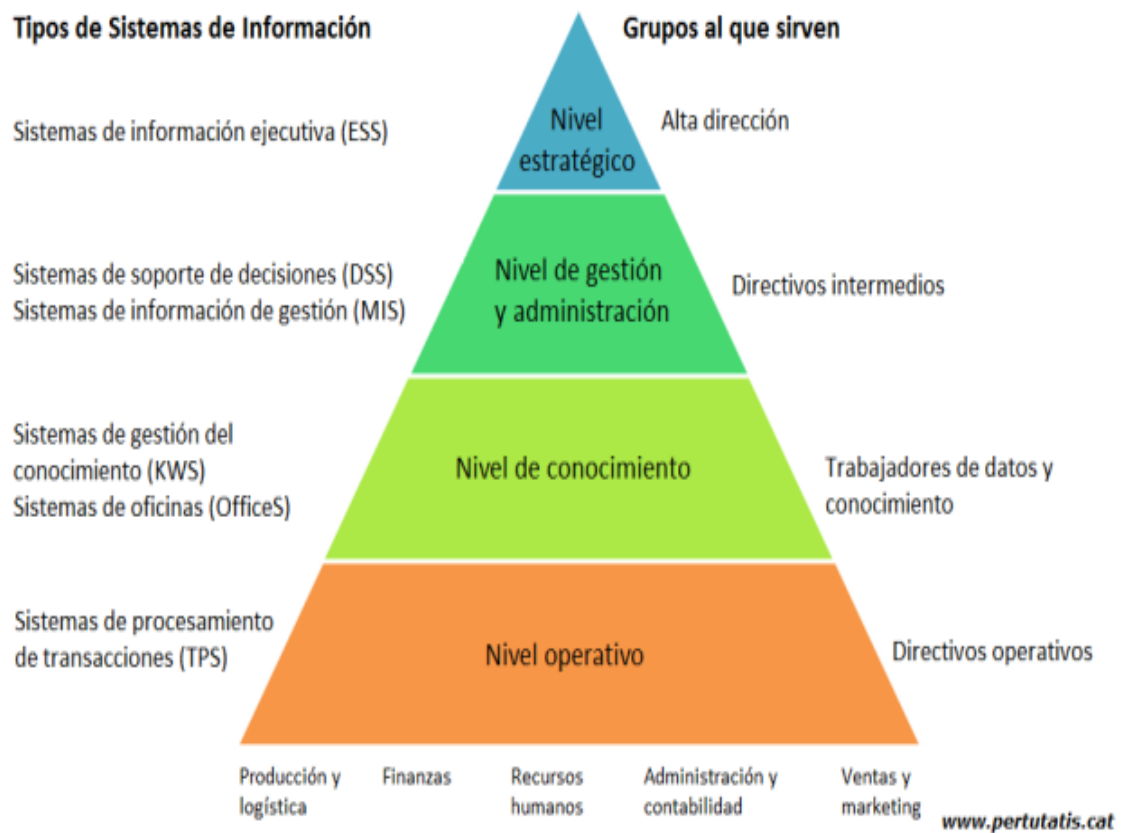 Tipos de Sistemas de Información
Grupos al que sirven
Sistemas de información ejecutiva (ESS)
Nivel
estratégico
Alta dirección
Sistemas de soporte de decisiones (DSS)
Sistemas de información de gestión (MIS)
Nivel de gestión
y administración
Directivos intermedios
Sistemas de gestión del
conocimiento (KWS)
Sistemas de oficinas (OfficeS)
Nivel de conocimiento
Trabajadores de datos y
conocimiento
Sistemas de procesamiento
de transacciones (TPS)
Nivel operativo
Directivos operativos
Producción y
logística
Finanzas
Recursos
humanos
Administración y
contabilidad
Ventas y
marketing
www.pertutatis.cat